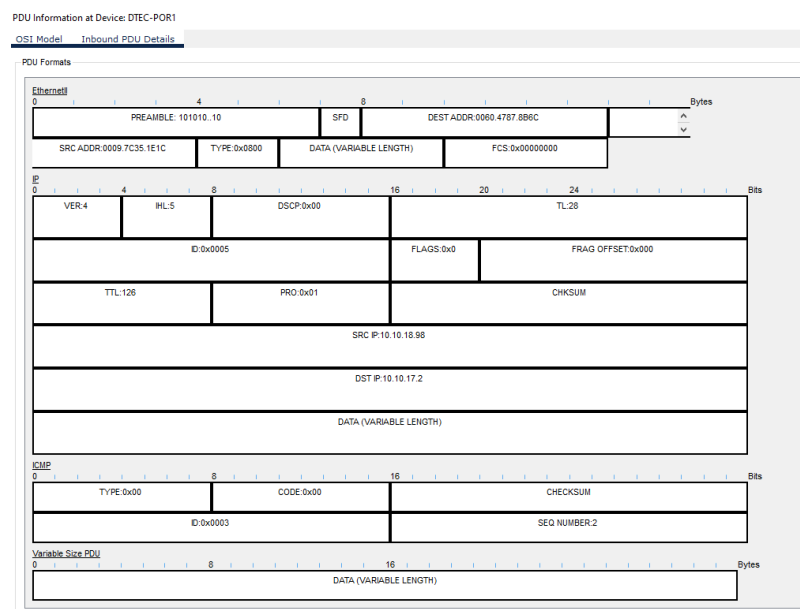 PDU Information at Device: DTEC-POR1
OSI Model Inbound PDU Details
PDU Formats
EthernetII
0 4 8 Bytes
PREAMBLE: 101010..10 SFD DEST ADDR:0060.4787.8B6C
SRC ADDR:0009.7C35.1E1C TYPE:0x0800 DATA (VARIABLE LENGTH) FCS:0x00000000
IP
0 4 8 16 20 24 Bits
VER:4 IHL:5 DSCP:0x00 TL:28
ID:0x0005 FLAGS:0x0 FRAG OFFSET:0x000
TTL:126 PRO:0x01 CHKSUM
SRC IP:10.10.18.98
DST IP:10.10.17.2
DATA (VARIABLE LENGTH)
ICMP
0 8 16 Bits
TYPE:0x00 CODE:0x00 CHECKSUM
ID:0x0003 SEQ NUMBER:2
Variable Size PDU
0 8 16 Bytes
DATA (VARIABLE LENGTH)